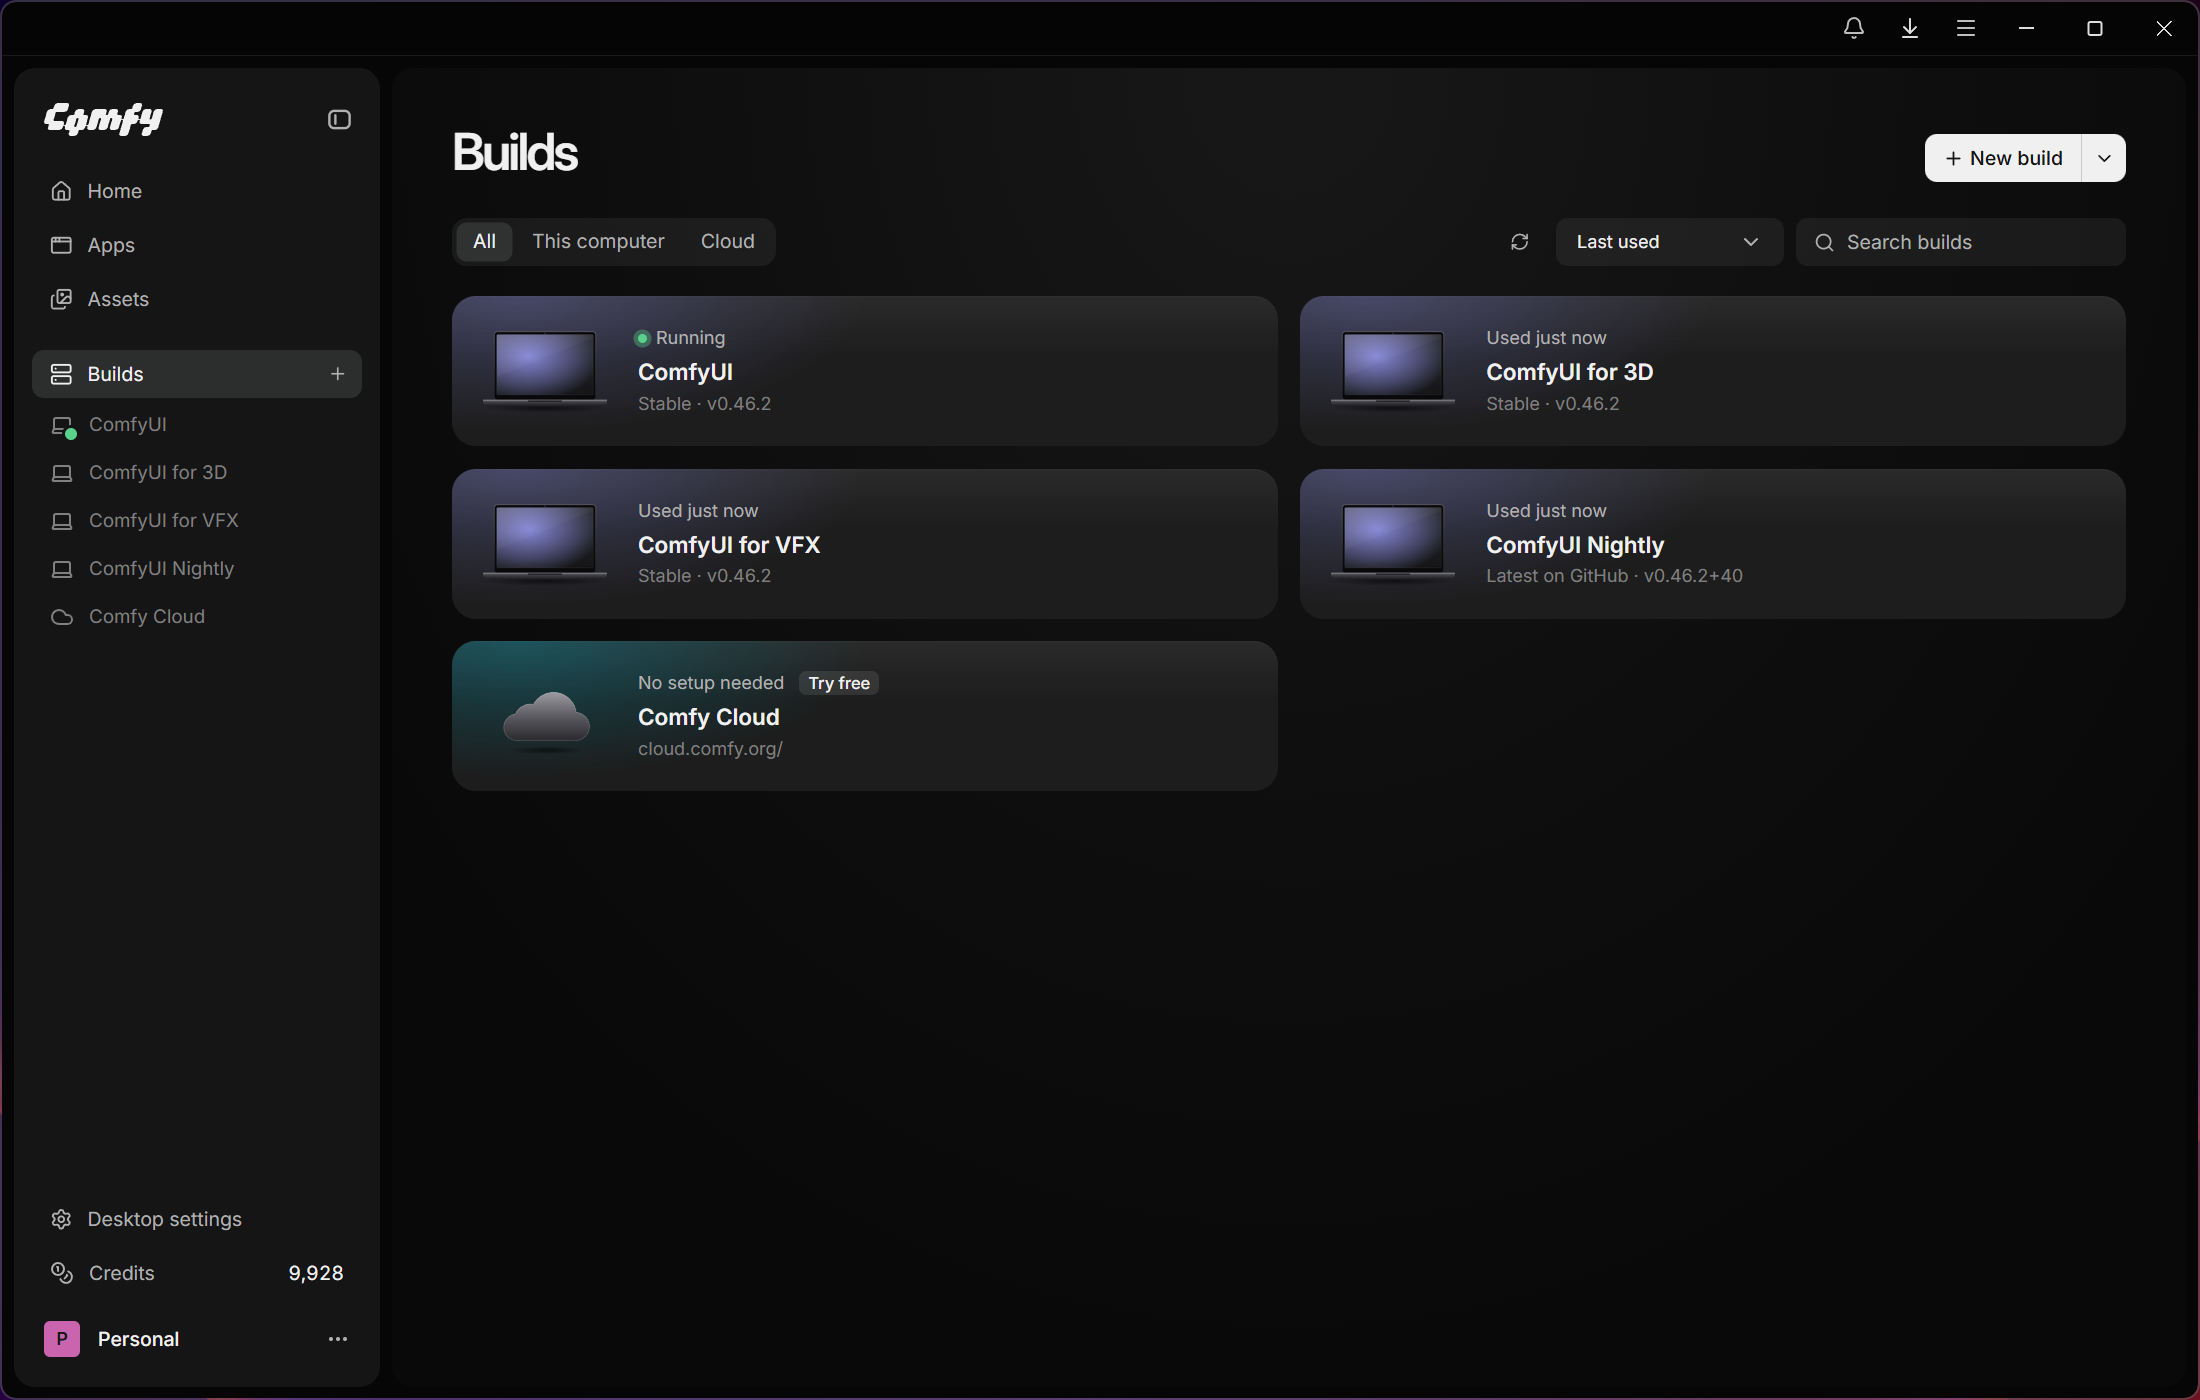 Comfy
Home
Apps
Assets
Builds
ComfyUI
ComfyUI for 3D
ComfyUI for VFX
ComfyUI Nightly
Comfy Cloud
Desktop settings
Credits 9,928
P Personal
Builds
New build
All This computer Cloud
Last used
Search builds
Running
ComfyUI
Stable · v0.46.2
Used just now
ComfyUI for 3D
Stable · v0.46.2
Used just now
ComfyUI for VFX
Stable · v0.46.2
Used just now
ComfyUI Nightly
Latest on GitHub · v0.46.2+40
No setup needed Try free
Comfy Cloud
cloud.comfy.org/